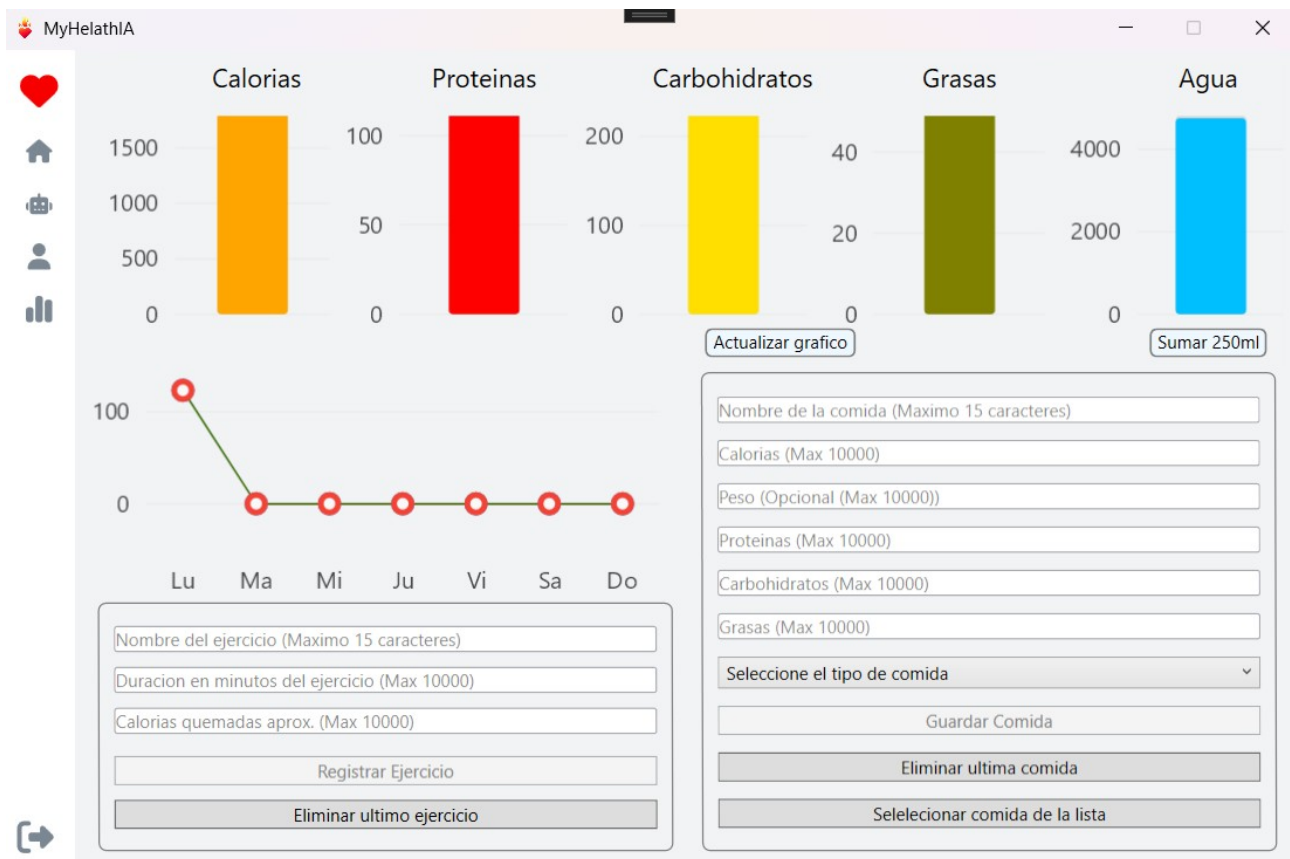 MyHelathIA
Calorias
Proteinas
Carbohidratos
Grasas
Agua
1500
1000
500
0
100
50
0
200
100
0
40
20
0
4000
2000
0
Actualizar grafico
Sumar 250ml
100
0
Lu Ma Mi Ju Vi Sa Do
Nombre del ejercicio (Maximo 15 caracteres)
Duracion en minutos del ejercicio (Max 10000)
Calorias quemadas aprox. (Max 10000)
Registrar Ejercicio
Eliminar ultimo ejercicio
Nombre de la comida (Maximo 15 caracteres)
Calorias (Max 10000)
Peso (Opcional (Max 10000))
Proteinas (Max 10000)
Carbohidratos (Max 10000)
Grasas (Max 10000)
Seleccione el tipo de comida
Guardar Comida
Eliminar ultima comida
Selelecionar comida de la lista